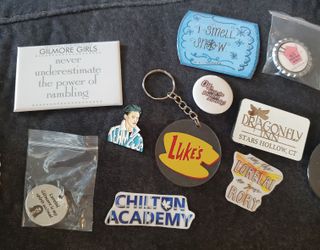 GILMORE GIRLS
never
underestimate
the power of
rambling
I SMELL
SNOW
LUKE'S
DRAGONFLY
INN
STARS HOLLOW, CT
LORELAI
RORY
CHILTON
ACADEMY